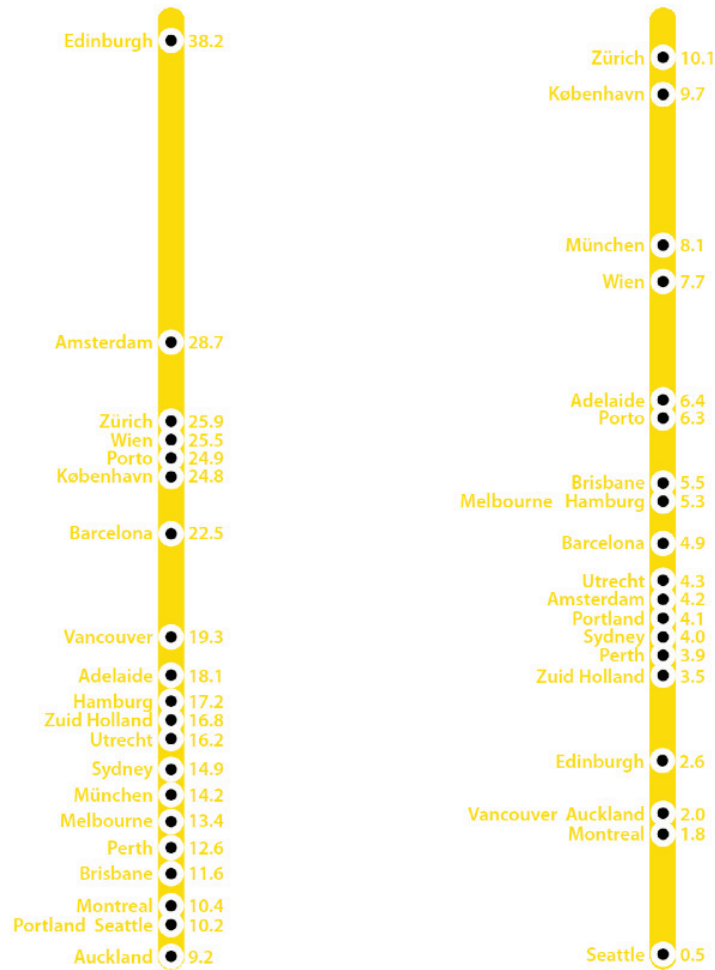 Edinburgh 38.2
Amsterdam 28.7
Zürich 25.9
Wien 25.5
Porto 24.9
København 24.8
Barcelona 22.5
Vancouver 19.3
Adelaide 18.1
Hamburg 17.2
Zuid Holland 16.8
Utrecht 16.2
Sydney 14.9
München 14.2
Melbourne 13.4
Perth 12.6
Brisbane 11.6
Montreal 10.4
Portland Seattle 10.2
Auckland 9.2
Zürich 10.1
København 9.7
München 8.1
Wien 7.7
Adelaide 6.4
Porto 6.3
Brisbane 5.5
Melbourne Hamburg 5.3
Barcelona 4.9
Utrecht 4.3
Amsterdam 4.2
Portland 4.1
Sydney 4.0
Perth 3.9
Zuid Holland 3.5
Edinburgh 2.6
Vancouver Auckland 2.0
Montreal 1.8
Seattle 0.5